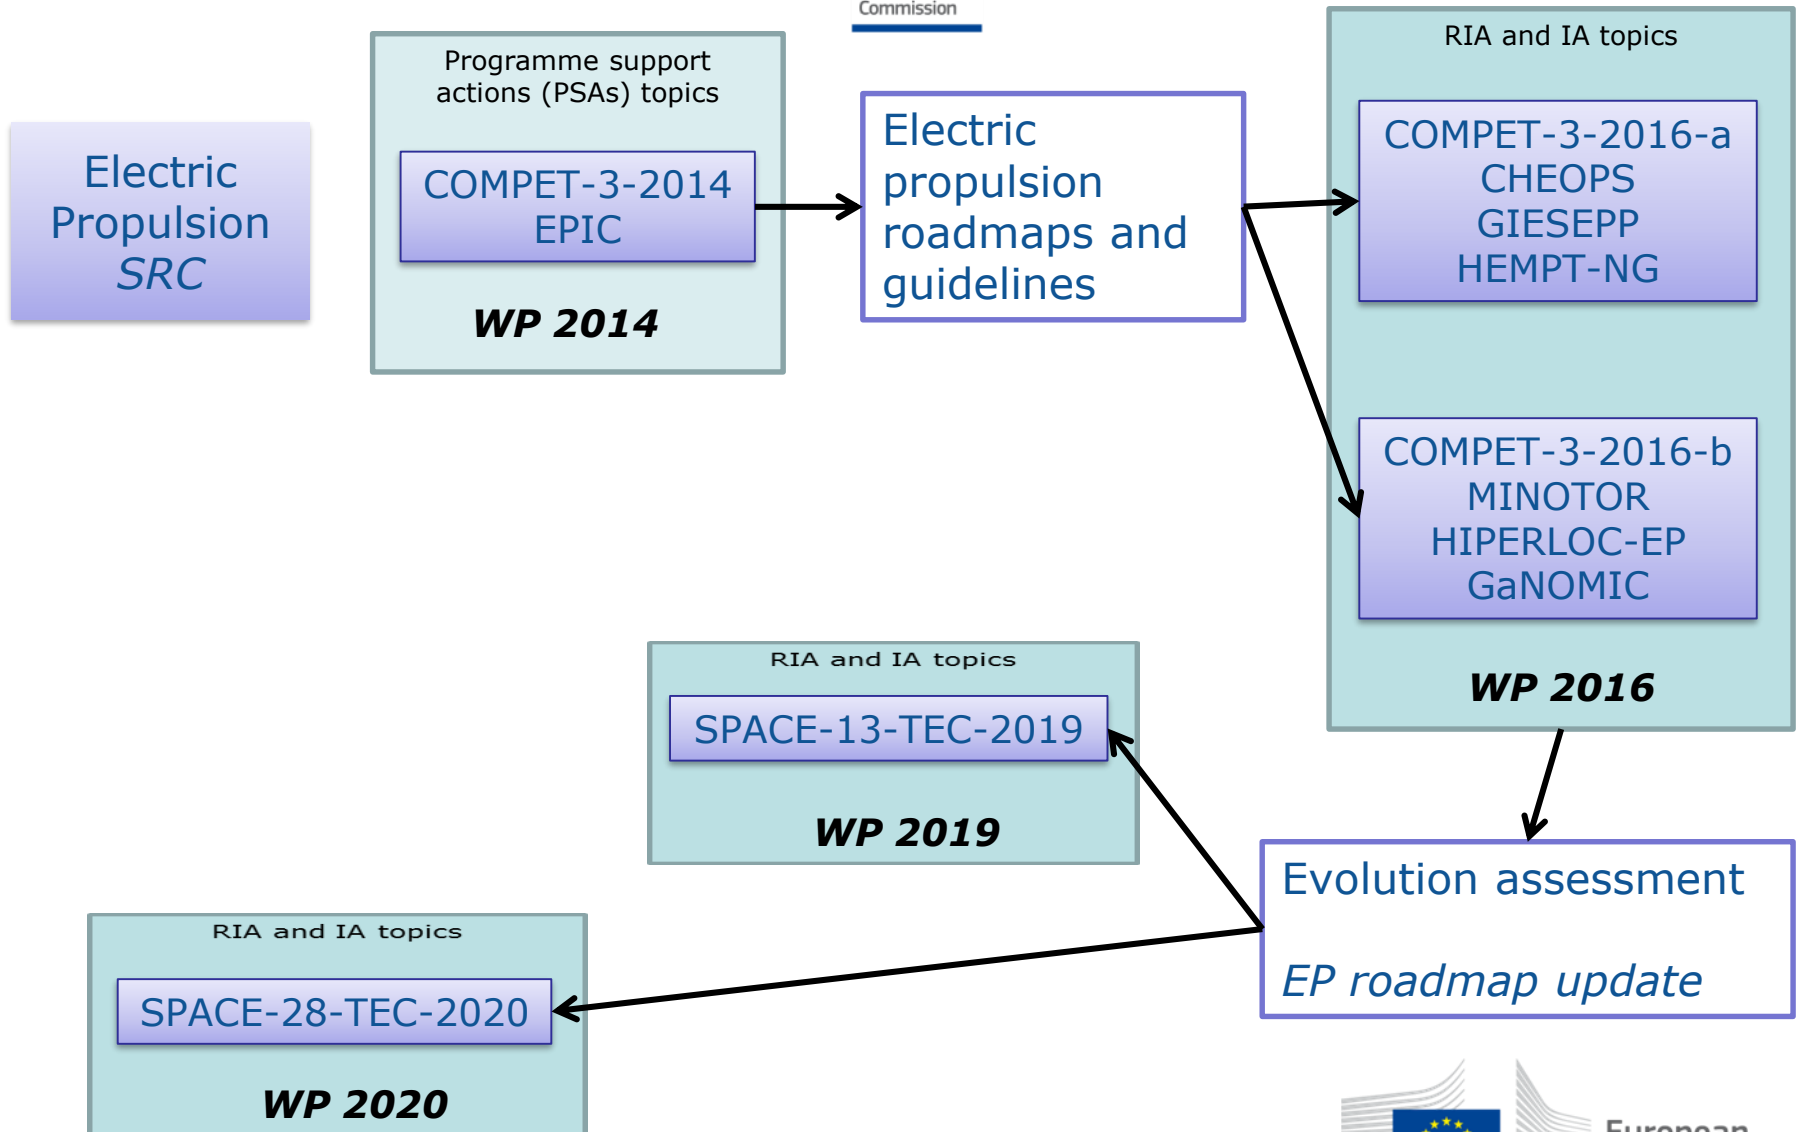 Commission
Electric
Propulsion
SRC
Programme support
actions (PSAs) topics
COMPET-3-2014
EPIC
WP 2014
Electric
propulsion
roadmaps and
guidelines
RIA and IA topics
COMPET-3-2016-a
CHEOPS
GIESEPP
HEMPT-NG
COMPET-3-2016-b
MINOTOR
HIPERLOC-EP
GaNOMIC
WP 2016
RIA and IA topics
SPACE-13-TEC-2019
WP 2019
Evolution assessment
EP roadmap update
RIA and IA topics
SPACE-28-TEC-2020
WP 2020
European